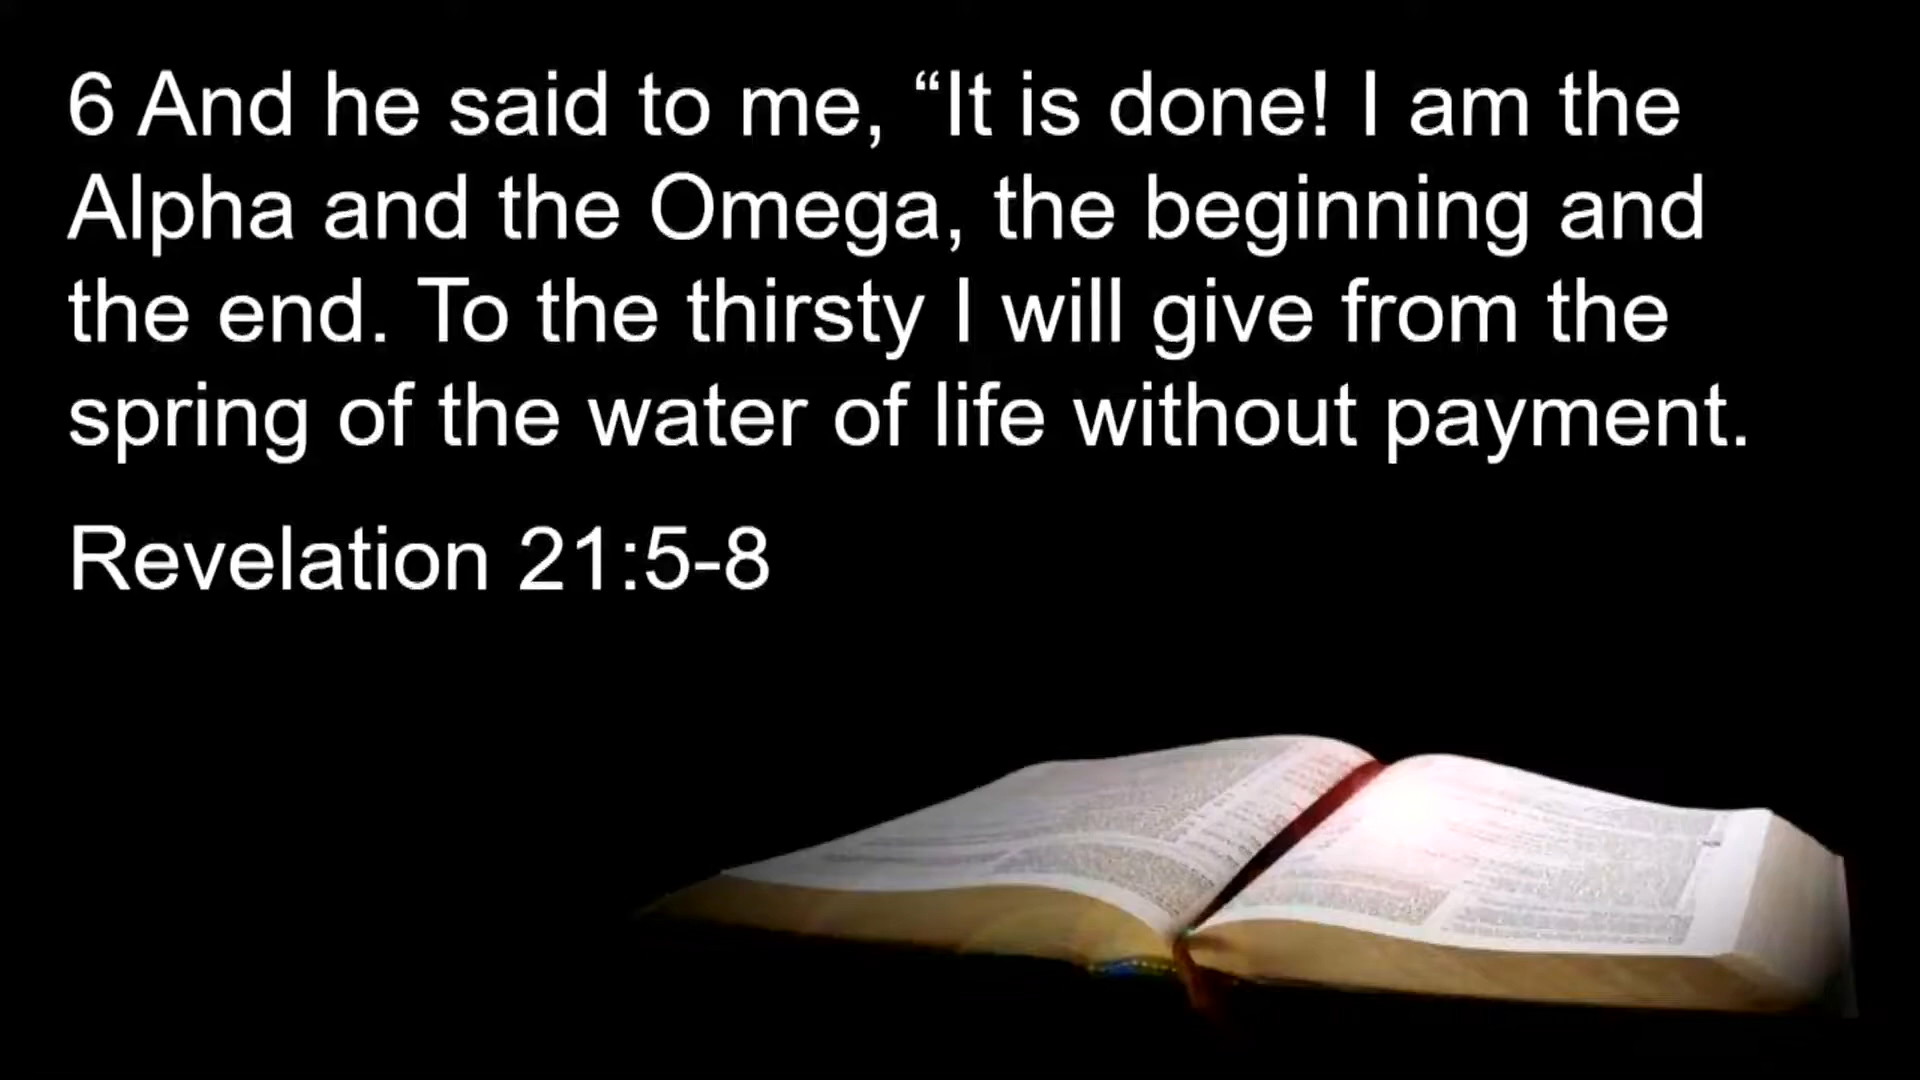 6 And he said to me, “It is done! I am the
Alpha and the Omega, the beginning and
the end. To the thirsty I will give from the
spring of the water of life without payment.
Revelation 21:5-8